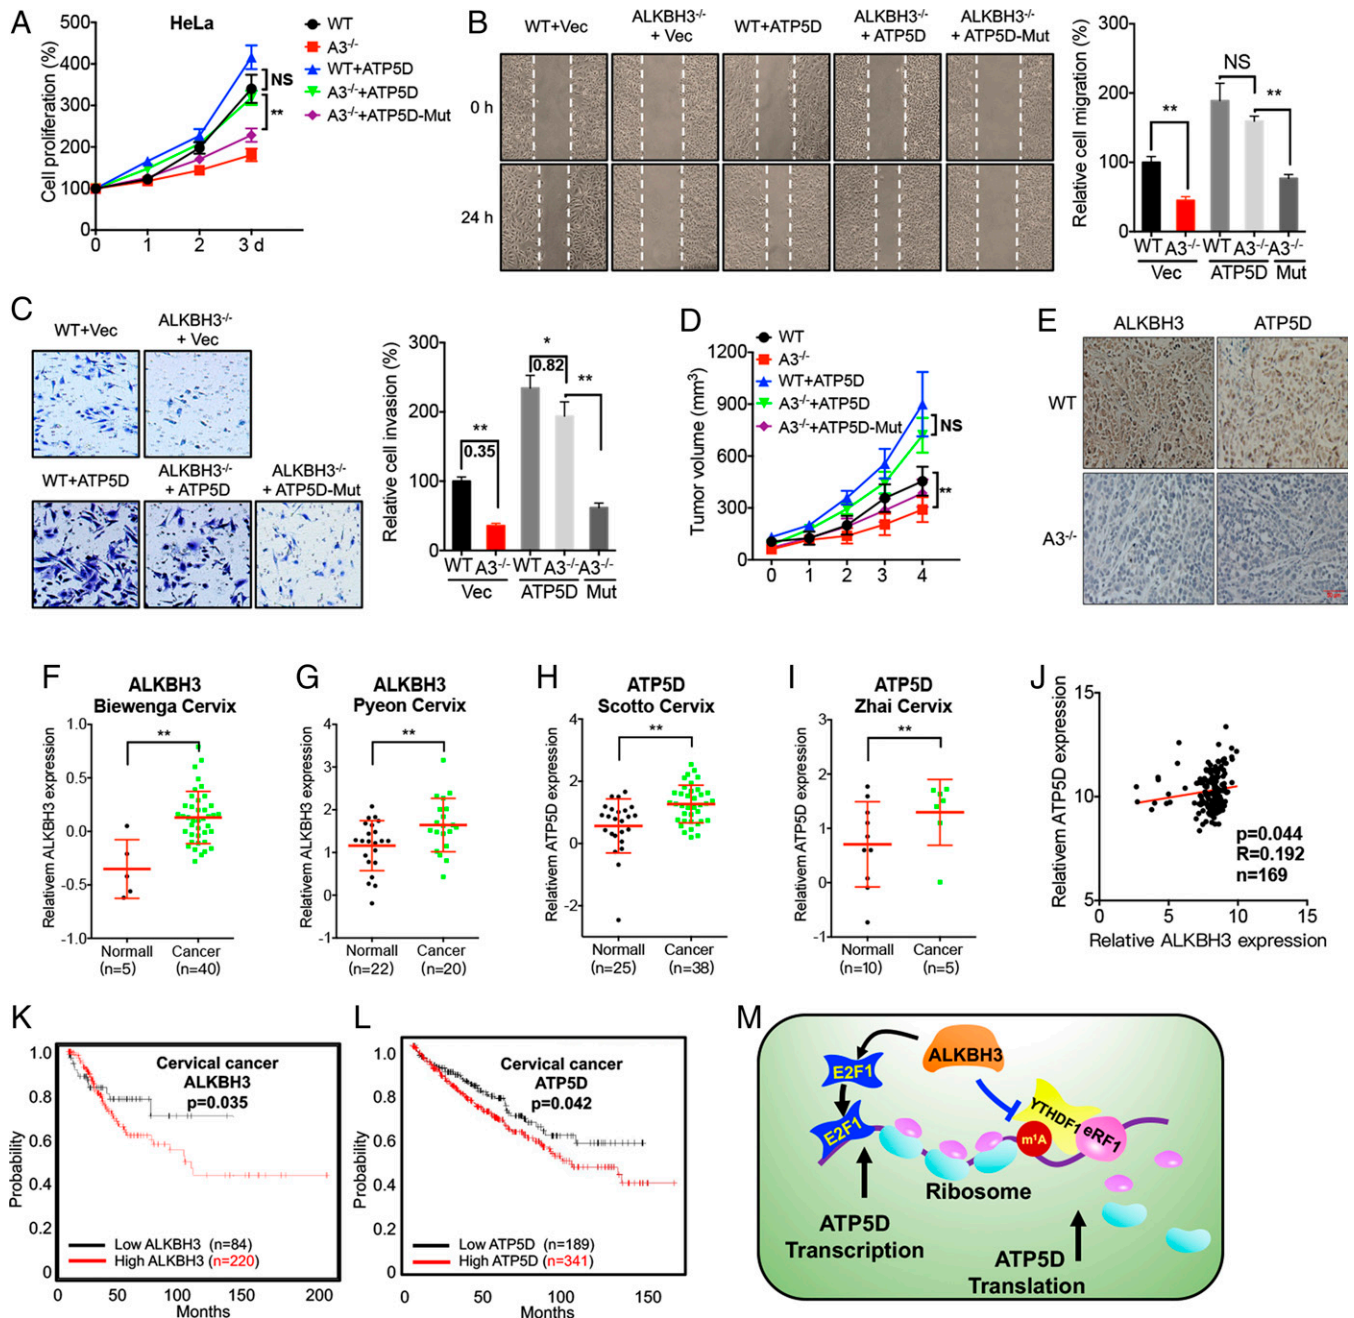 A
HeLa
Cell proliferation (%)
500
400
300
200
100
0
0 1 2 3 d
WT
A3-/-
WT+ATP5D
A3-/-+ATP5D
A3-/-+ATP5D-Mut
NS
**
B
WT+Vec
ALKBH3-/-
+ Vec
WT+ATP5D
ALKBH3-/-
+ ATP5D
ALKBH3-/-
+ ATP5D-Mut
0 h
24 h
Relative cell migration (%)
300
200
100
0
**
NS
**
WT A3-/- WT A3-/- A3-/-
Vec ATP5D Mut
C
WT+Vec
ALKBH3-/-
+ Vec
WT+ATP5D
ALKBH3-/-
+ ATP5D
ALKBH3-/-
+ ATP5D-Mut
Relative cell invasion (%)
300
200
100
0
**
0.35
*
0.82
**
WT A3-/- WT A3-/- A3-/-
Vec ATP5D Mut
D
Tumor volume (mm3)
1200
900
600
300
0
0 1 2 3 4
WT
A3-/-
WT+ATP5D
A3-/-+ATP5D
A3-/-+ATP5D-Mut
NS
**
E
ALKBH3 ATP5D
WT
A3-/-
F
ALKBH3
Biewenga Cervix
Relativem ALKBH3 expression
1.0
0.5
0.0
-0.5
-1.0
**
Normall Cancer
(n=5) (n=40)
G
ALKBH3
Pyeon Cervix
Relativem ALKBH3 expression
4
3
2
1
0
-1
**
Normall Cancer
(n=22) (n=20)
H
ATP5D
Scotto Cervix
Relativem ATP5D expression
4
2
0
-2
**
Normall Cancer
(n=25) (n=38)
I
ATP5D
Zhai Cervix
Relativem ATP5D expression
3
2
1
0
-1
**
Normall Cancer
(n=10) (n=5)
J
Relativem ATP5D expression
15
10
5
0 5 10 15
Relative ALKBH3 expression
p=0.044
R=0.192
n=169
K
Cervical cancer
ALKBH3
p=0.035
Probability
1.0
0.8
0.6
0.4
0.2
0
Low ALKBH3 (n=84)
High ALKBH3 (n=220)
0 50 100 150 200
Months
L
Cervical cancer
ATP5D
p=0.042
Probability
1.0
0.8
0.6
0.4
0.2
0
Low ATP5D (n=189)
High ATP5D (n=341)
0 50 100 150
Months
M
ALKBH3
E2F1
E2F1
m1A
YTHDF1
eRF1
Ribosome
ATP5D
Transcription
ATP5D
Translation